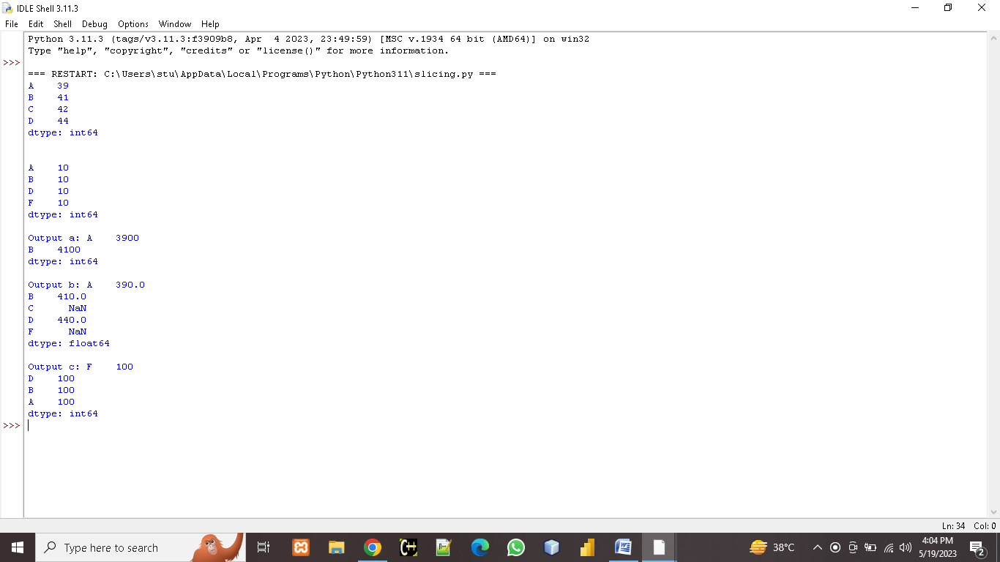 IDLE Shell 3.11.3
File Edit Shell Debug Options Window Help
Python 3.11.3 (tags/v3.11.3:f3909b8, Apr  4 2023, 23:49:59) [MSC v.1934 64 bit (AMD64)] on win32
Type "help", "copyright", "credits" or "license()" for more information.
>>>
=== RESTART: C:\Users\stu\AppData\Local\Programs\Python\Python311\slicing.py ===
A    39
B    41
C    42
D    44
dtype: int64
A    10
B    10
D    10
F    10
dtype: int64
Output a: A    3900
B    4100
dtype: int64
Output b: A    390.0
B    410.0
C      NaN
D    440.0
F      NaN
dtype: float64
Output c: F    100
D    100
B    100
A    100
dtype: int64
>>>
Ln: 34 Col: 0
Type here to search
C++
W
38°C
4:04 PM
5/19/2023
2